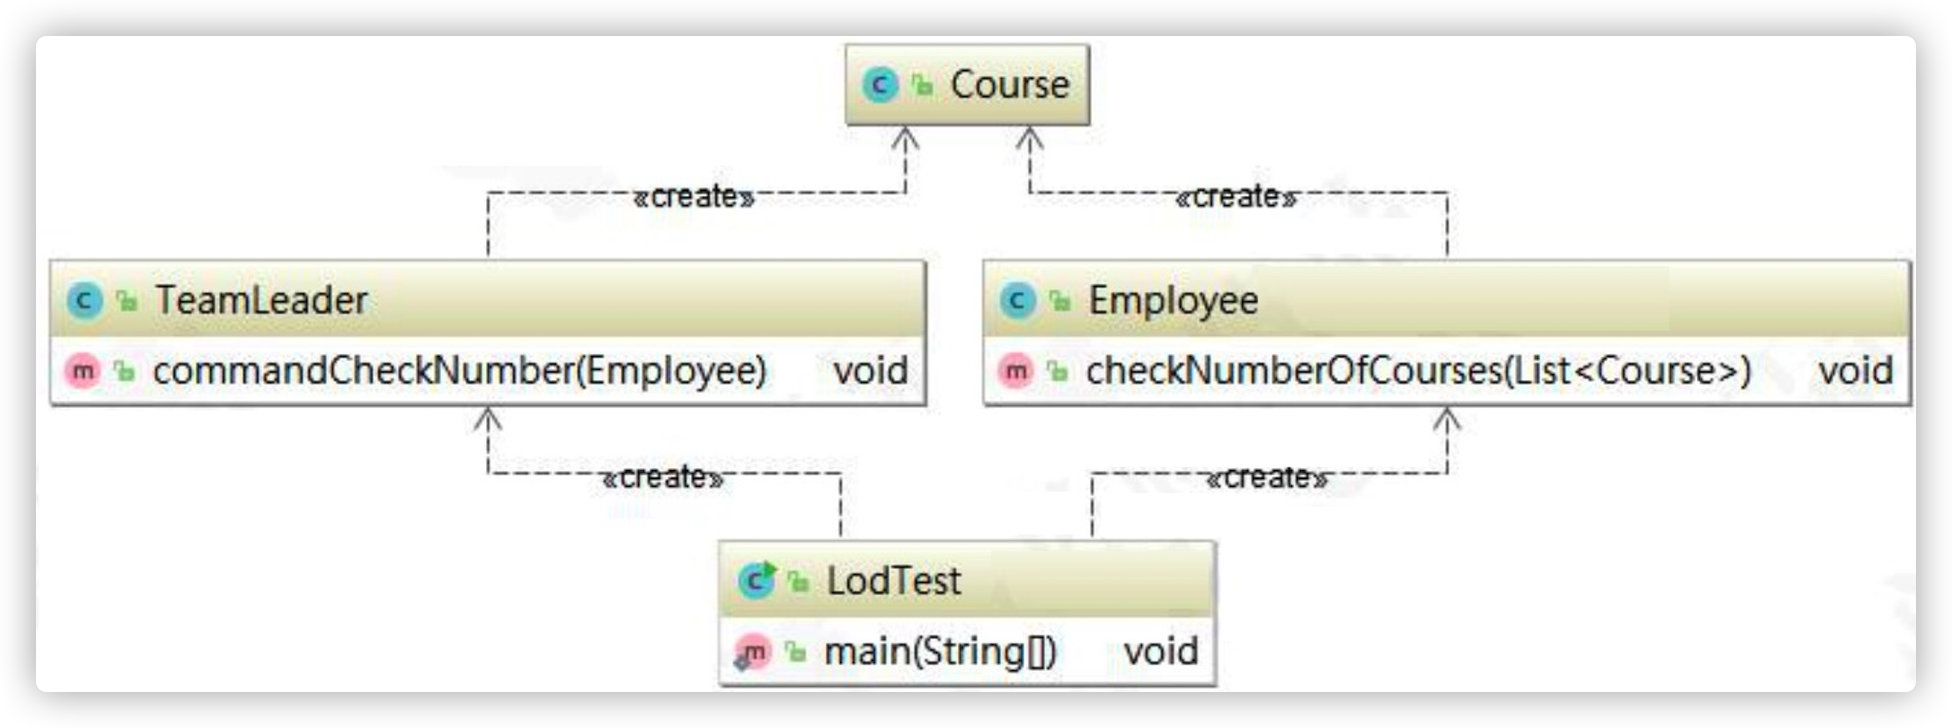 Course
«create» «create»
TeamLeader
commandCheckNumber(Employee) void
Employee
checkNumberOfCourses(List<Course>) void
«create» «create»
LodTest
main(String[]) void